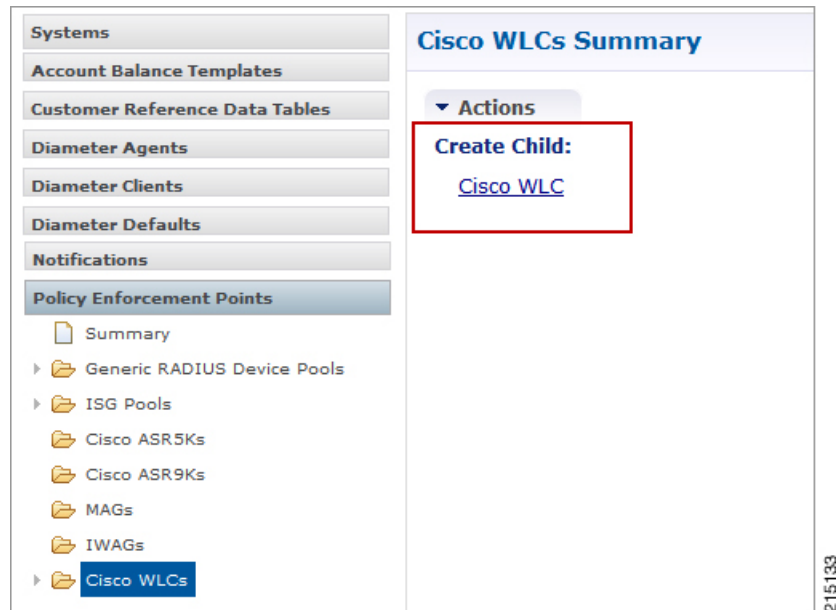 Systems
Account Balance Templates
Customer Reference Data Tables
Diameter Agents
Diameter Clients
Diameter Defaults
Notifications
Policy Enforcement Points
Summary
Generic RADIUS Device Pools
ISG Pools
Cisco ASR5Ks
Cisco ASR9Ks
MAGs
IWAGs
Cisco WLCs
Cisco WLCs Summary
Actions
Create Child:
Cisco WLC
215133